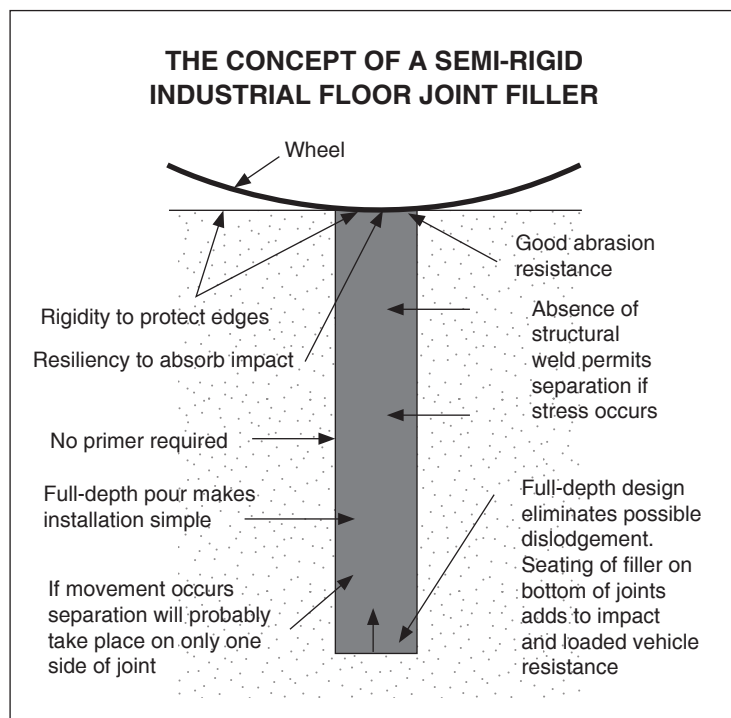 THE CONCEPT OF A SEMI-RIGID
INDUSTRIAL FLOOR JOINT FILLER
Wheel
Good abrasion
resistance
Rigidity to protect edges
Resiliency to absorb impact
Absence of
structural
weld permits
separation if
stress occurs
No primer required
Full-depth pour makes
installation simple
Full-depth design
eliminates possible
dislodgement.
Seating of filler on
bottom of joints
adds to impact
and loaded vehicle
resistance
If movement occurs
separation will probably
take place on only one
side of joint